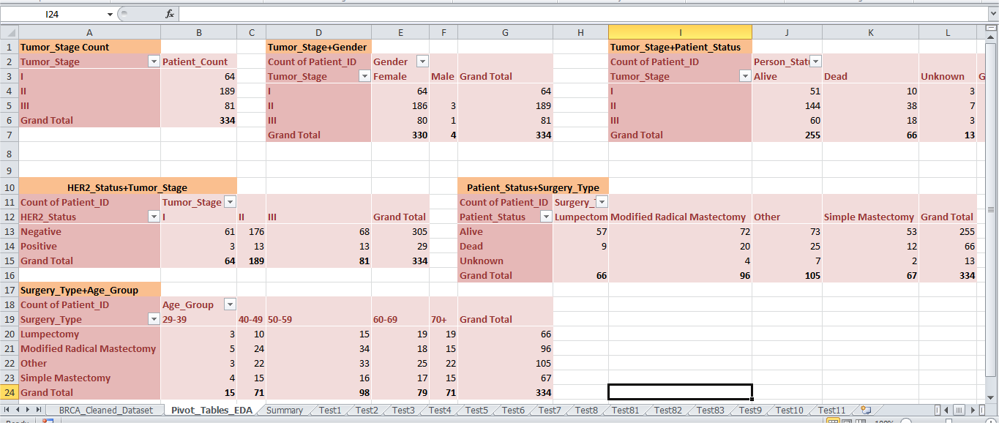 I24 fx
A B C D E F G H I J K L
1 Tumor_Stage Count Tumor_Stage+Gender Tumor_Stage+Patient_Status
2 Tumor_Stage Patient_Count Count of Patient_ID Gender Count of Patient_ID Person_Statu
3 I 64 Tumor_Stage Female Male Grand Total Tumor_Stage Alive Dead Unknown G
4 II 189 I 64 64 I 51 10 3
5 III 81 II 186 3 189 II 144 38 7
6 Grand Total 334 III 80 1 81 III 60 18 3
7 Grand Total 330 4 334 Grand Total 255 66 13
8
9
10 HER2_Status+Tumor_Stage Patient_Status+Surgery_Type
11 Count of Patient_ID Tumor_Stage Count of Patient_ID Surgery_
12 HER2_Status I II III Grand Total Patient_Status Lumpectom Modified Radical Mastectomy Other Simple Mastectomy Grand Total
13 Negative 61 176 68 305 Alive 57 72 73 53 255
14 Positive 3 13 13 29 Dead 9 20 25 12 66
15 Grand Total 64 189 81 334 Unknown 4 7 2 13
16 Grand Total 66 96 105 67 334
17 Surgery_Type+Age_Group
18 Count of Patient_ID Age_Group
19 Surgery_Type 29-39 40-49 50-59 60-69 70+ Grand Total
20 Lumpectomy 3 10 15 19 19 66
21 Modified Radical Mastectomy 5 24 34 18 15 96
22 Other 3 22 33 25 22 105
23 Simple Mastectomy 4 15 16 17 15 67
24 Grand Total 15 71 98 79 71 334
BRCA_Cleaned_Dataset Pivot_Tables_EDA Summary Test1 Test2 Test3 Test4 Test5 Test6 Test7 Test8 Test81 Test82 Test83 Test9 Test10 Test11